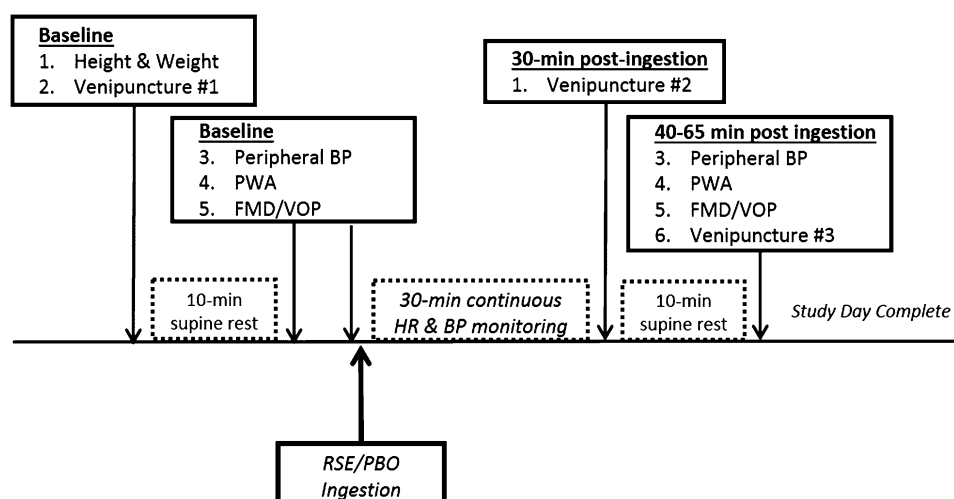 Baseline
1. Height & Weight
2. Venipuncture #1
Baseline
3. Peripheral BP
4. PWA
5. FMD/VOP
30-min post-ingestion
1. Venipuncture #2
40-65 min post ingestion
3. Peripheral BP
4. PWA
5. FMD/VOP
6. Venipuncture #3
10-min
supine rest
30-min continuous
HR & BP monitoring
10-min
supine rest
Study Day Complete
RSE/PBO
Ingestion